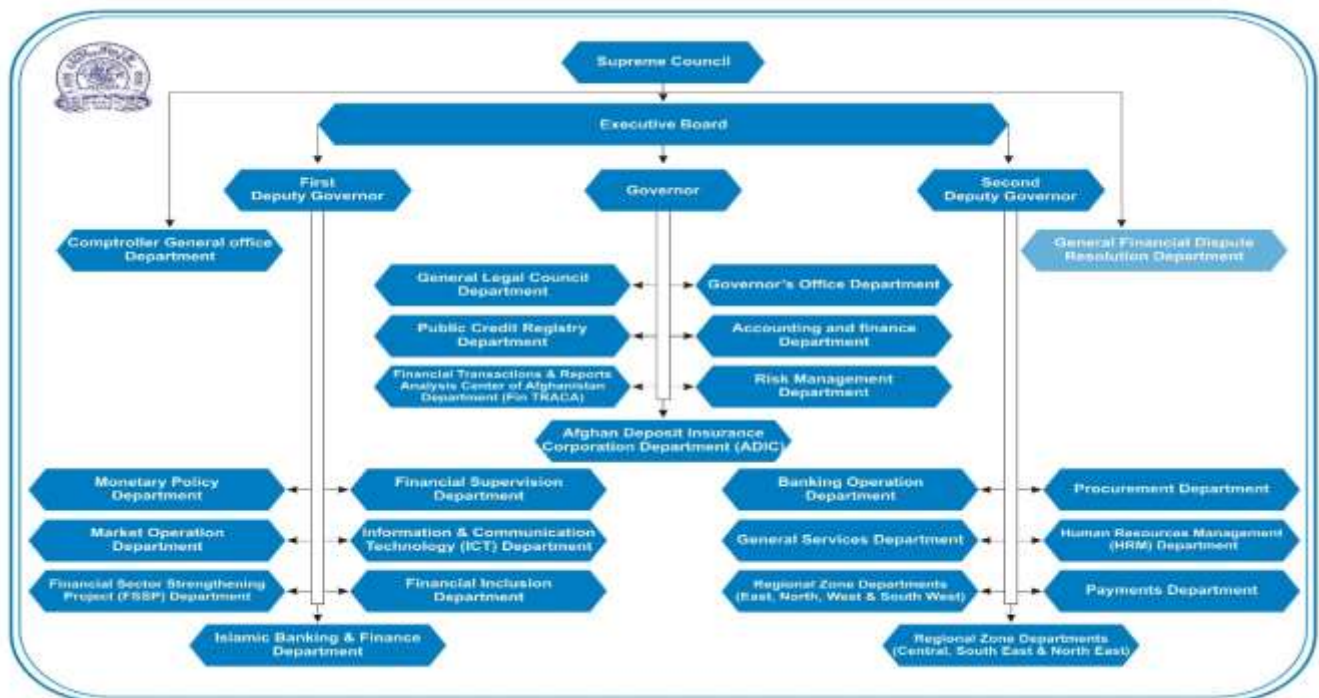 Supreme Council
Executive Board
First
Deputy Governor
Governor
Second
Deputy Governor
Comptroller General office
Department
General Financial Dispute
Resolution Department
General Legal Council
Department
Governor's Office Department
Public Credit Registry
Department
Accounting and finance
Department
Financial Transactions & Reports
Analysis Center of Afghanistan
Department (Fin TRACA)
Risk Management
Department
Afghan Deposit Insurance
Corporation Department (ADIC)
Monetary Policy
Department
Financial Supervision
Department
Banking Operation
Department
Procurement Department
Market Operation
Department
Information & Communication
Technology (ICT) Department
General Services Department
Human Resources Management
(HRM) Department
Financial Sector Strengthening
Project (FSSP) Department
Financial Inclusion
Department
Regional Zone Departments
(East, North, West & South West)
Payments Department
Islamic Banking & Finance
Department
Regional Zone Departments
(Central, South East & North East)